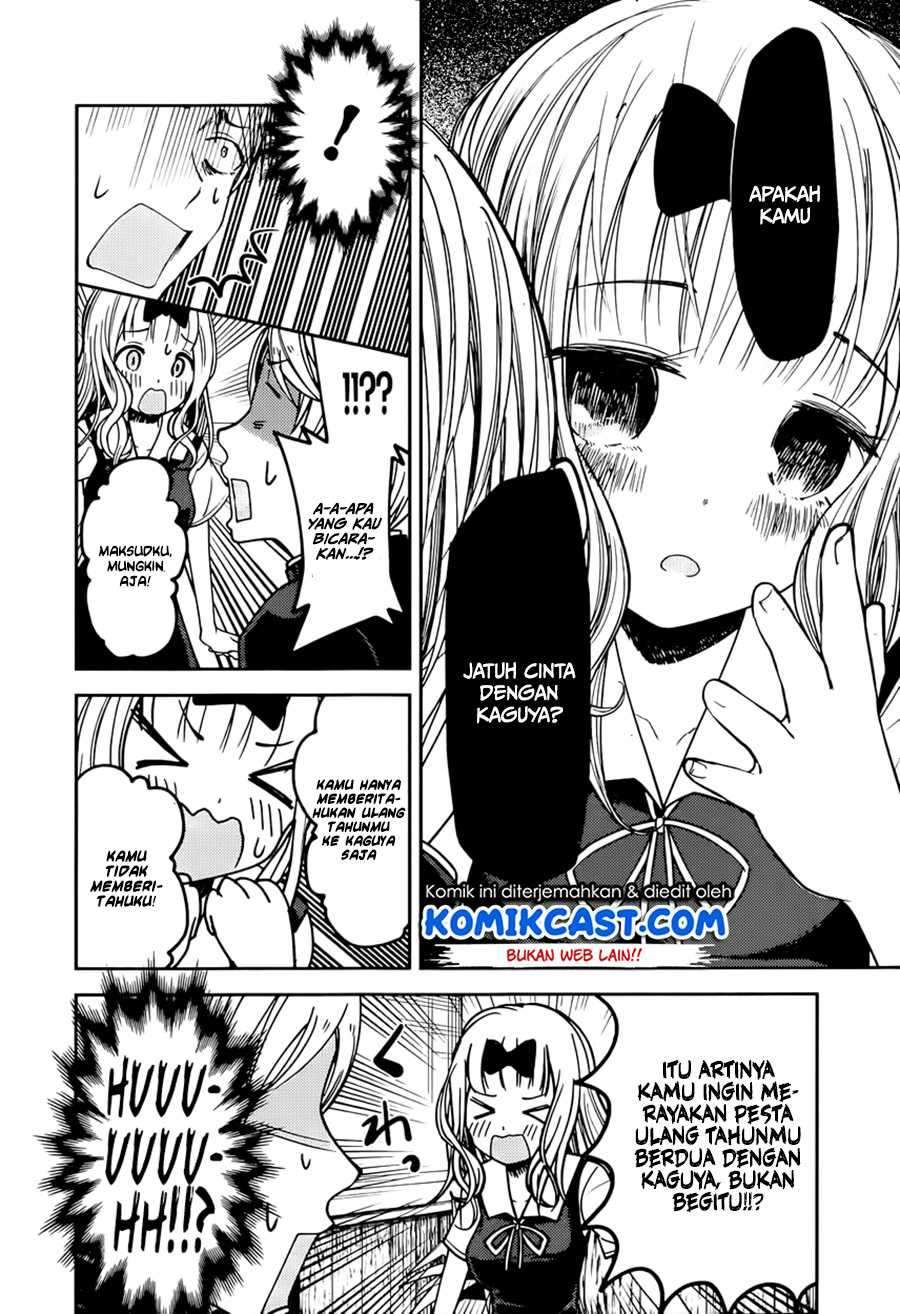 APAKAH
KAMU
JATUH CINTA
DENGAN
KAGUYA?
!
!!??
A-A-APA
YANG KAU
BICARA-
KAN...!?
MAKSUDKU,
MUNGKIN
AJA!
KAMU HANYA
MEMBERITA-
HUKAN ULANG
TAHUNMU
KE KAGUYA
SAJA
KAMU
TIDAK
MEMBERI-
TAHUKU!
Komik ini diterjemahkan & diedit oleh
KOMIKCAST.COM
BUKAN WEB LAIN!!
ITU ARTINYA
KAMU INGIN ME-
RAYAKAN PESTA
ULANG TAHUNMU
BERDUA DENGAN
KAGUYA, BUKAN
BEGITU!!?
HUUU-
UUUU-
HH!!?